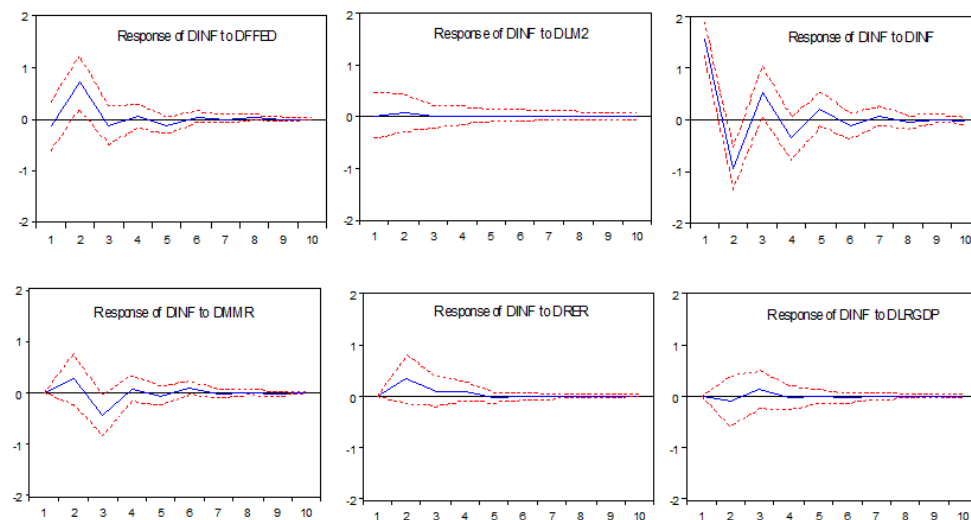 Response of DINF to DFFED
2
1
0
-1
-2
1 2 3 4 5 6 7 8 9 10
Response of DINF to DLM2
2
1
0
-1
-2
1 2 3 4 5 6 7 8 9 10
Response of DINF to DINF
2
1
0
-1
-2
1 2 3 4 5 6 7 8 9 10
Response of DINF to DMMR
2
1
0
-1
-2
1 2 3 4 5 6 7 8 9 10
Response of DINF to DRER
2
1
0
-1
-2
1 2 3 4 5 6 7 8 9 10
Response of DINF to DLRGDP
2
1
0
-1
-2
1 2 3 4 5 6 7 8 9 10